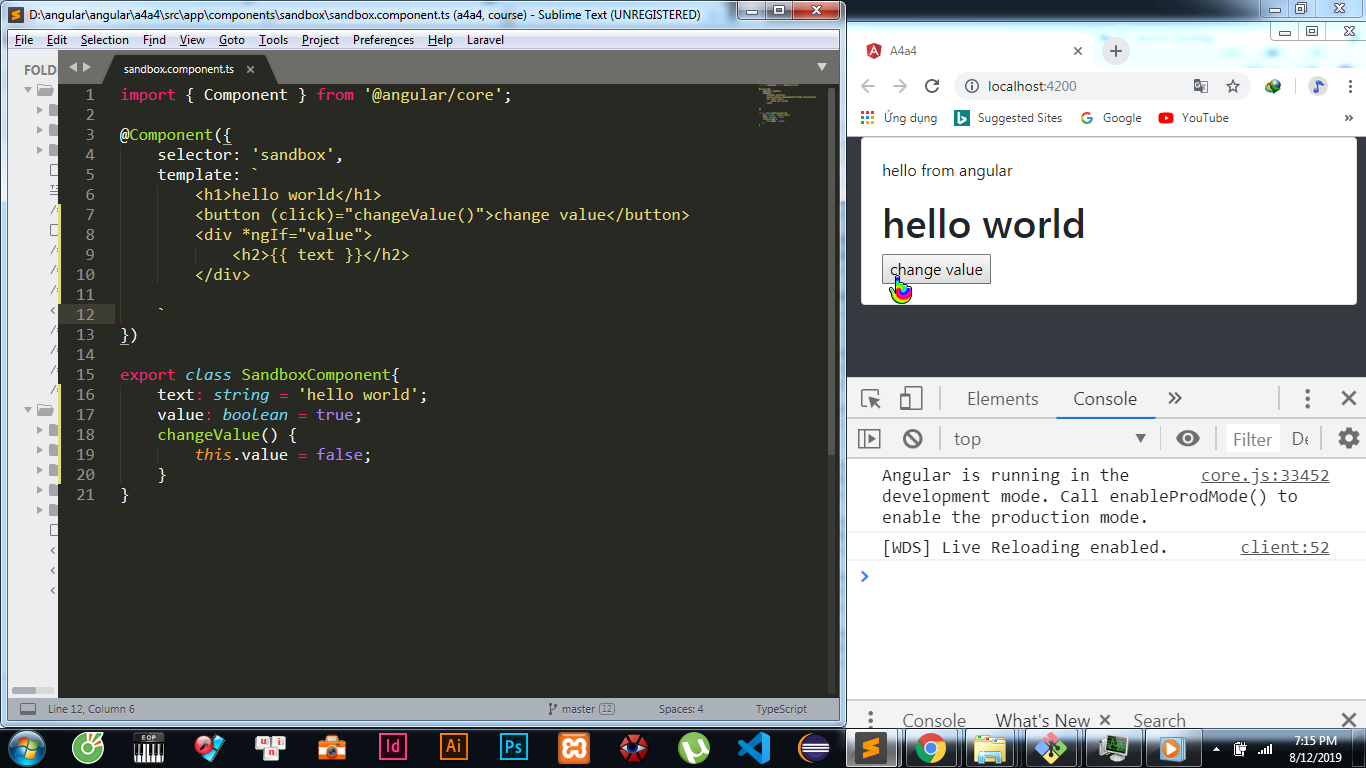 D:\angular\angular\a4a4\src\app\components\sandbox\sandbox.component.ts (a4a4, course) - Sublime Text (UNREGISTERED)
File Edit Selection Find View Goto Tools Project Preferences Help Laravel
FOLD
sandbox.component.ts
1 import { Component } from '@angular/core';
2
3 @Component({
4 selector: 'sandbox',
5 template: `
6 <h1>hello world</h1>
7 <button (click)="changeValue()">change value</button>
8 <div *ngIf="value">
9 <h2>{{ text }}</h2>
10 </div>
11
12 `
13 })
14
15 export class SandboxComponent{
16 text: string = 'hello world';
17 value: boolean = true;
18 changeValue() {
19 this.value = false;
20 }
21 }
Line 12, Column 6 master 12 Spaces: 4 TypeScript
A4a4
localhost:4200
Ứng dụng Suggested Sites Google YouTube »
hello from angular
hello world
change value
Elements Console »
top Filter De
Angular is running in the core.js:33452
development mode. Call enableProdMode() to
enable the production mode.
[WDS] Live Reloading enabled. client:52
Console What's New Search
EOP
u n i
Id
Ai
Ps
7:15 PM
8/12/2019